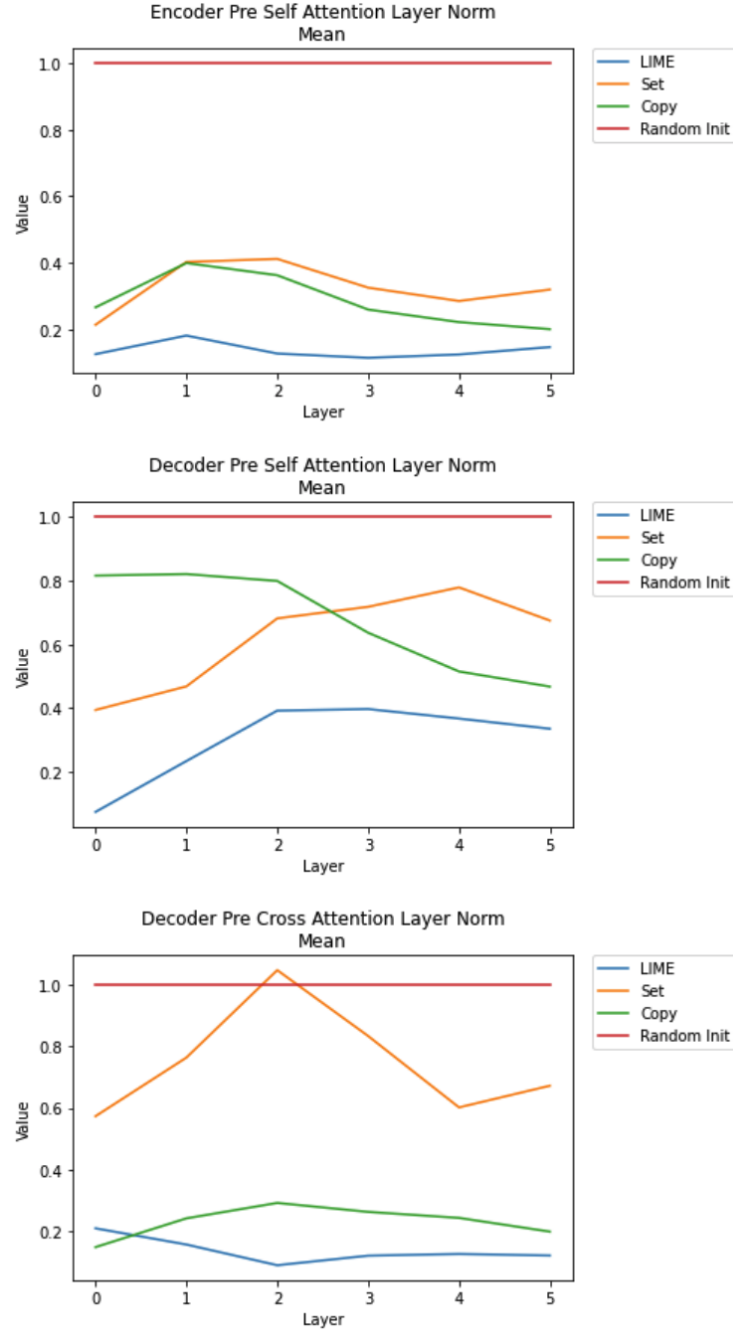 Encoder Pre Self Attention Layer Norm
Mean
1.0
0.8
0.6
0.4
0.2
Value
0 1 2 3 4 5
Layer
LIME
Set
Copy
Random Init
Decoder Pre Self Attention Layer Norm
Mean
1.0
0.8
0.6
0.4
0.2
Value
0 1 2 3 4 5
Layer
LIME
Set
Copy
Random Init
Decoder Pre Cross Attention Layer Norm
Mean
1.0
0.8
0.6
0.4
0.2
Value
0 1 2 3 4 5
Layer
LIME
Set
Copy
Random Init